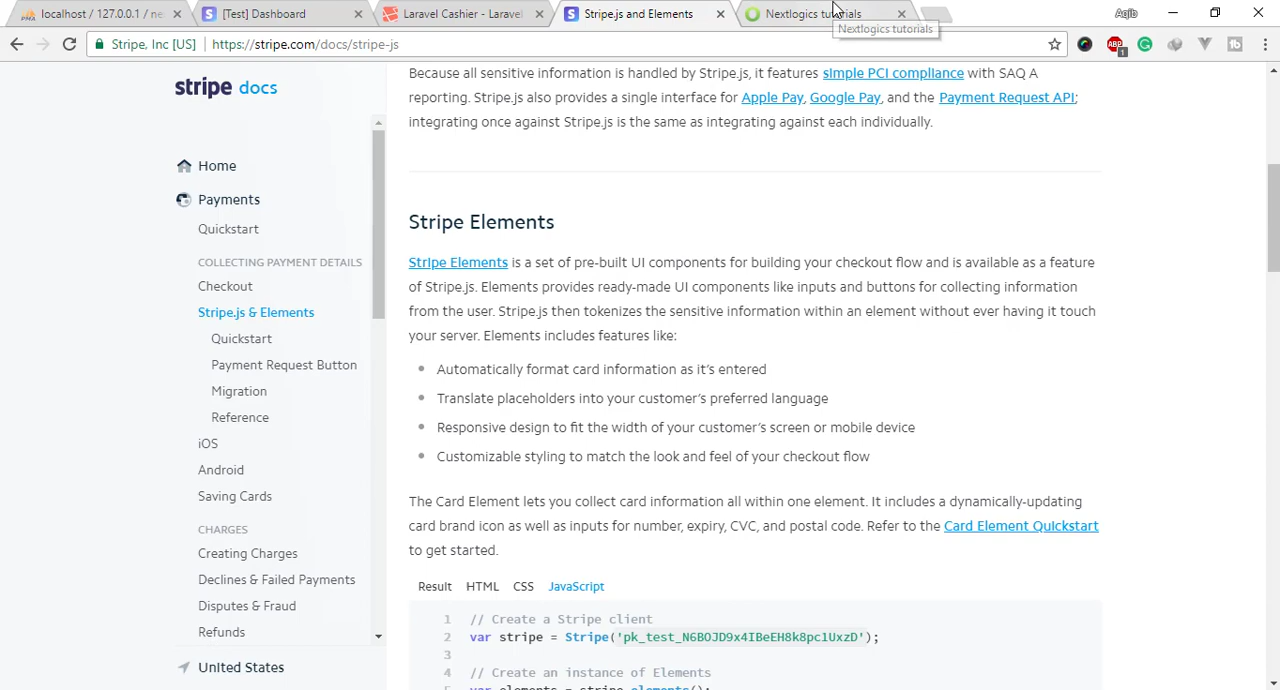 localhost / 127.0.0.1 / ne
[Test] Dashboard
Laravel Cashier - Laravel
Stripe.js and Elements
Nextlogics tutorials
Aqib
Nextlogics tutorials
Stripe, Inc [US]
https://stripe.com/docs/stripe-js
ABP
1
tb
stripe docs
Home
Payments
Quickstart
COLLECTING PAYMENT DETAILS
Checkout
Stripe.js & Elements
Quickstart
Payment Request Button
Migration
Reference
iOS
Android
Saving Cards
CHARGES
Creating Charges
Declines & Failed Payments
Disputes & Fraud
Refunds
United States
Because all sensitive information is handled by Stripe.js, it features simple PCI compliance with SAQ A
reporting. Stripe.js also provides a single interface for Apple Pay, Google Pay, and the Payment Request API;
integrating once against Stripe.js is the same as integrating against each individually.
Stripe Elements
Stripe Elements is a set of pre-built UI components for building your checkout flow and is available as a feature
of Stripe.js. Elements provides ready-made UI components like inputs and buttons for collecting information
from the user. Stripe.js then tokenizes the sensitive information within an element without ever having it touch
your server. Elements includes features like:
Automatically format card information as it's entered
Translate placeholders into your customer's preferred language
Responsive design to fit the width of your customer's screen or mobile device
Customizable styling to match the look and feel of your checkout flow
The Card Element lets you collect card information all within one element. It includes a dynamically-updating
card brand icon as well as inputs for number, expiry, CVC, and postal code. Refer to the Card Element Quickstart
to get started.
Result HTML CSS JavaScript
1 // Create a Stripe client
2 var stripe = Stripe('pk_test_N6BOJD9x4IBeEH8k8pc1UxzD');
3
4 // Create an instance of Elements
5 var elements = stripe.elements();